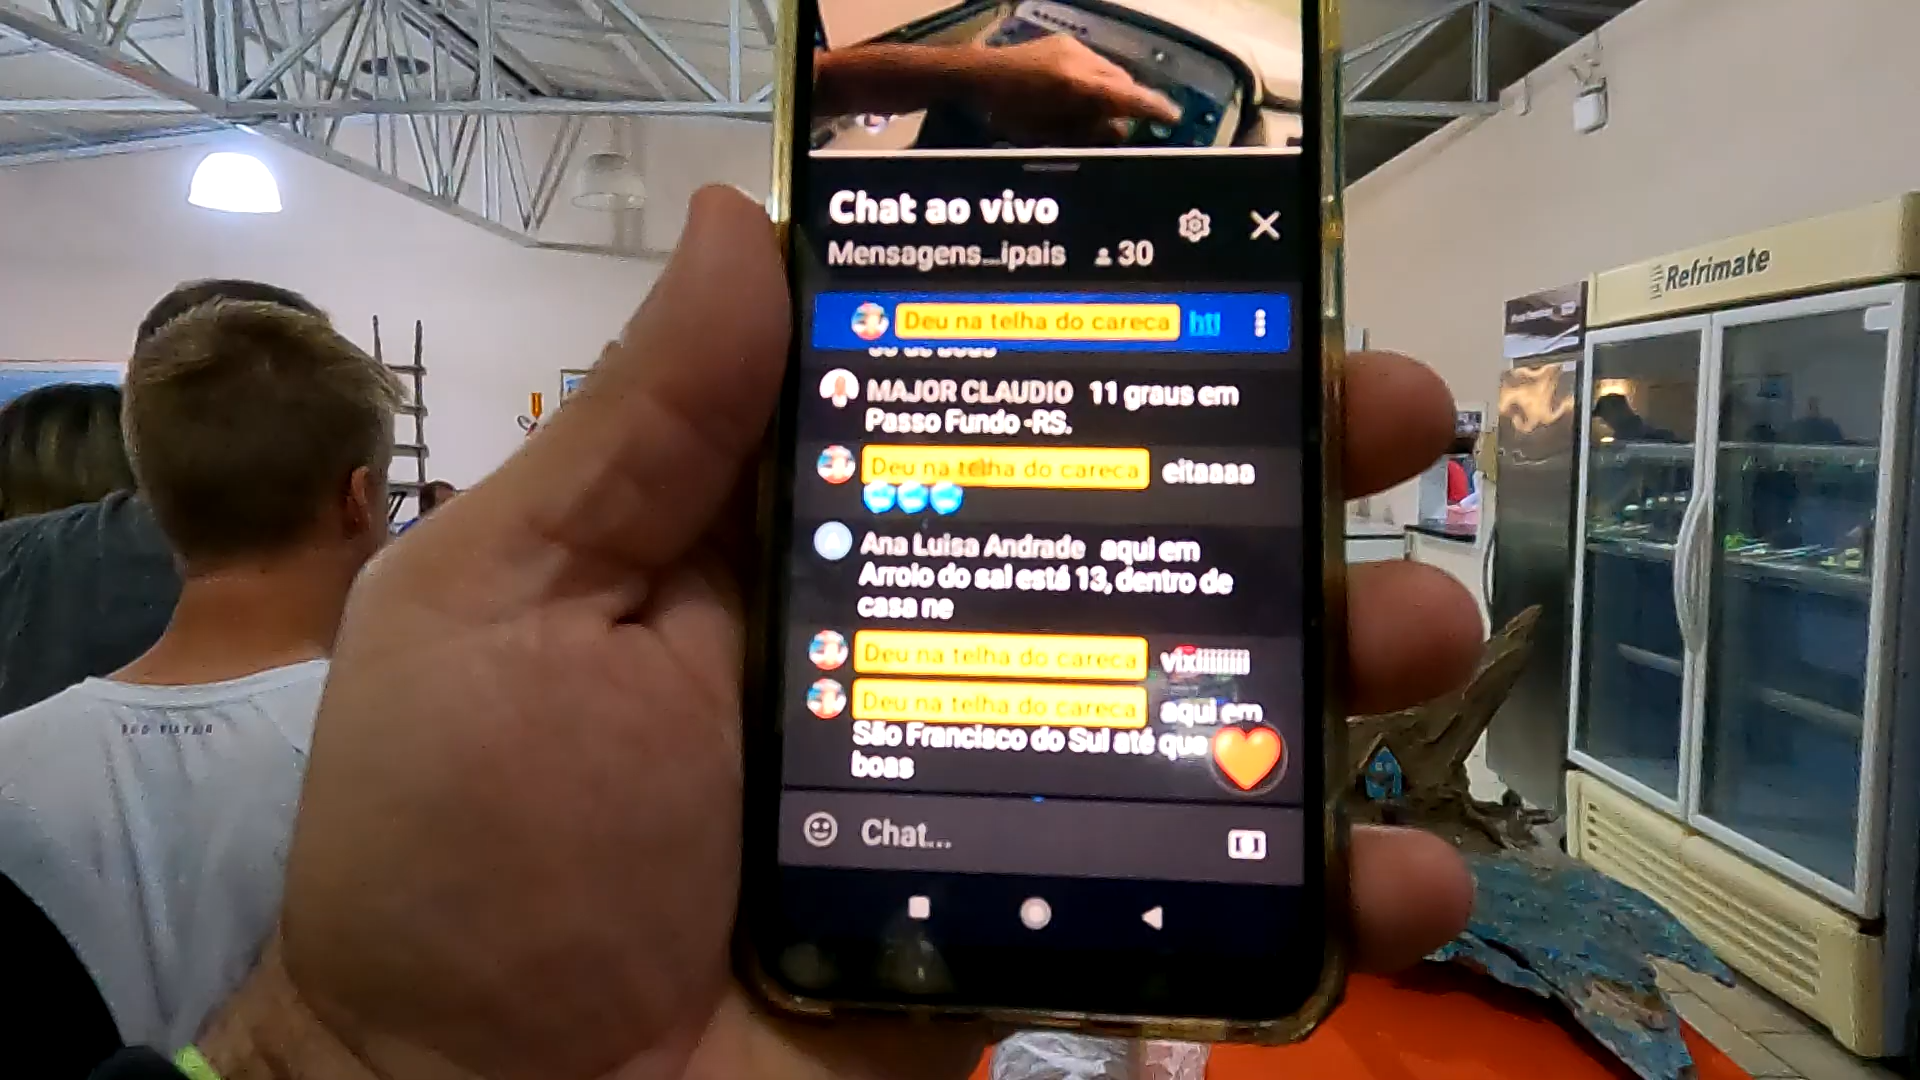 Chat ao vivo
Mensagens...ipais 30
Deu na telha do careca htt
MAJOR CLAUDIO 11 graus em
Passo Fundo -RS.
Deu na telha do careca eitaaaa
Ana Luisa Andrade aqui em
Arroio do sal está 13, dentro de
casa ne
Deu na telha do careca
Deu na telha do careca aqui em
São Francisco do Sul até que
boas
Chat...
Refrimate